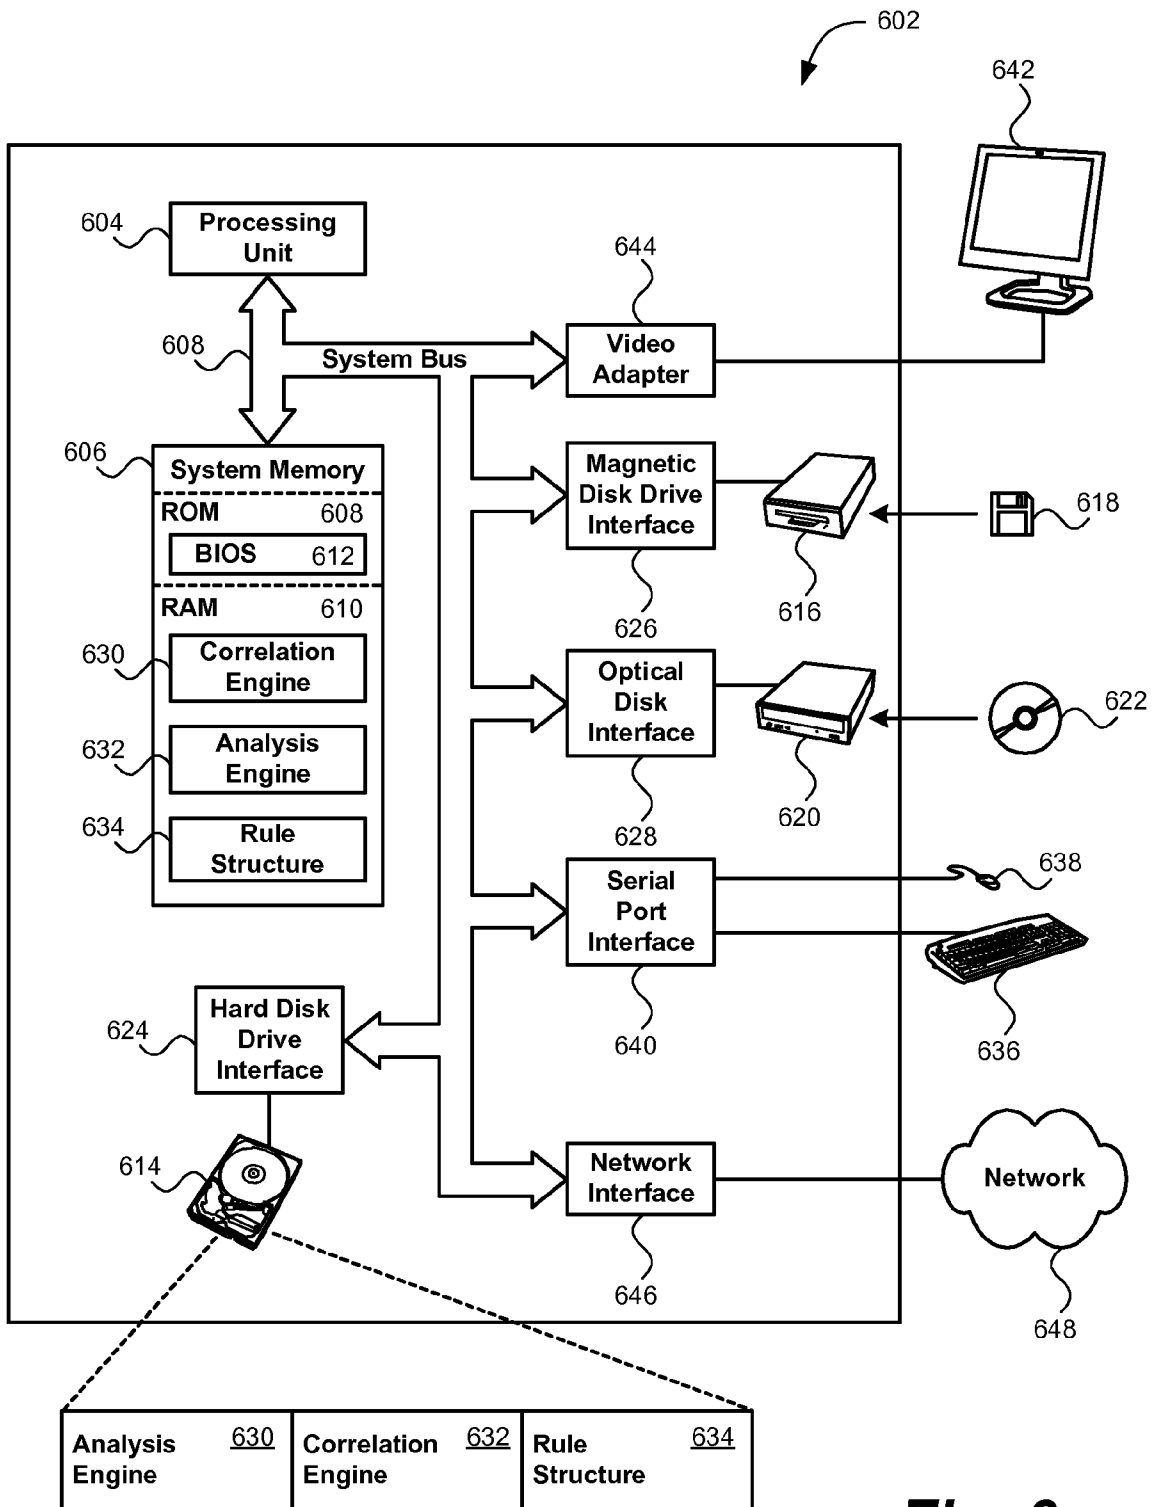 602
642
604
Processing
Unit
644
608
System Bus
Video
Adapter
606
System Memory
ROM 608
BIOS 612
RAM 610
630
Correlation
Engine
632
Analysis
Engine
634
Rule
Structure
Magnetic
Disk Drive
Interface
618
616
626
Optical
Disk
Interface
622
620
628
Serial
Port
Interface
638
636
640
624
Hard Disk
Drive
Interface
614
Network
Interface
Network
646
648
Analysis 630
Engine
Correlation 632
Engine
Rule 634
Structure